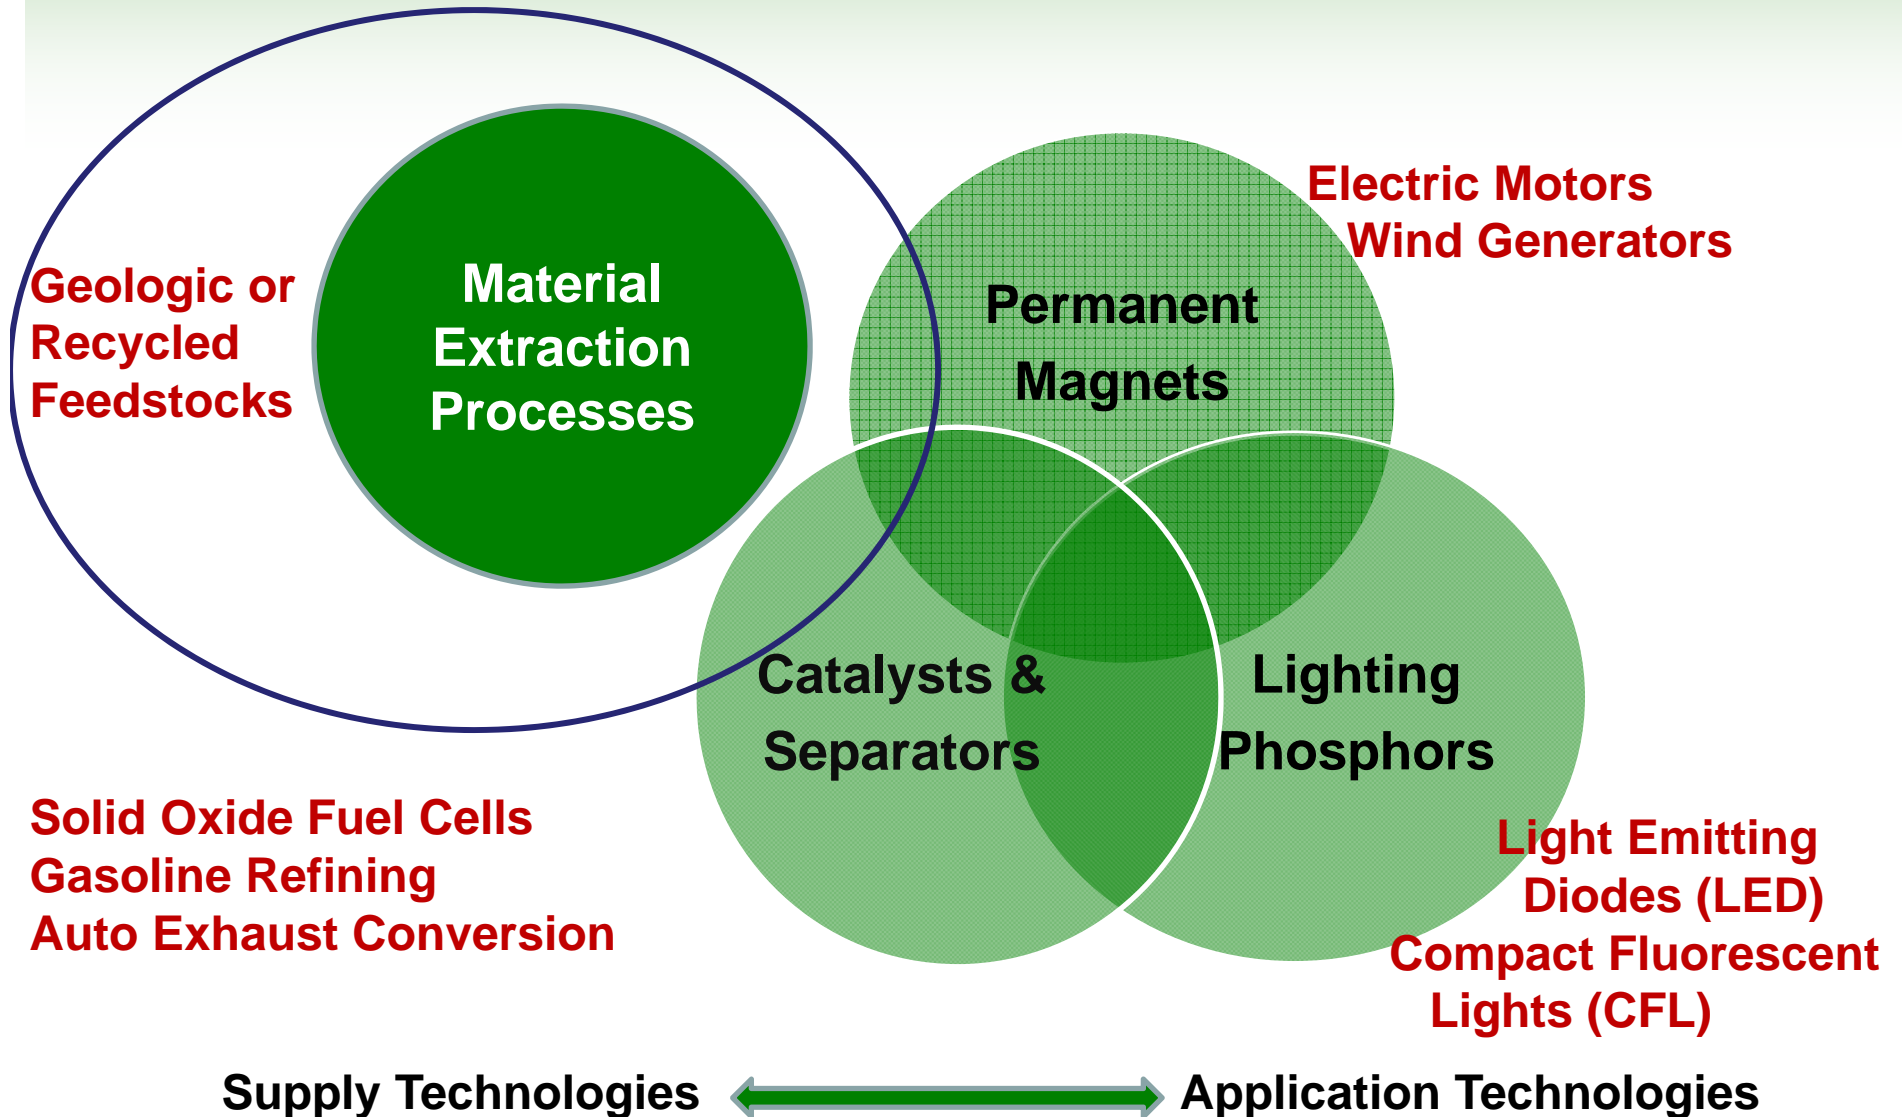 Geologic or
Recycled
Feedstocks
Material
Extraction
Processes
Permanent
Magnets
Electric Motors
Wind Generators
Catalysts &
Separators
Lighting
Phosphors
Solid Oxide Fuel Cells
Gasoline Refining
Auto Exhaust Conversion
Light Emitting
Diodes (LED)
Compact Fluorescent
Lights (CFL)
Supply Technologies
Application Technologies